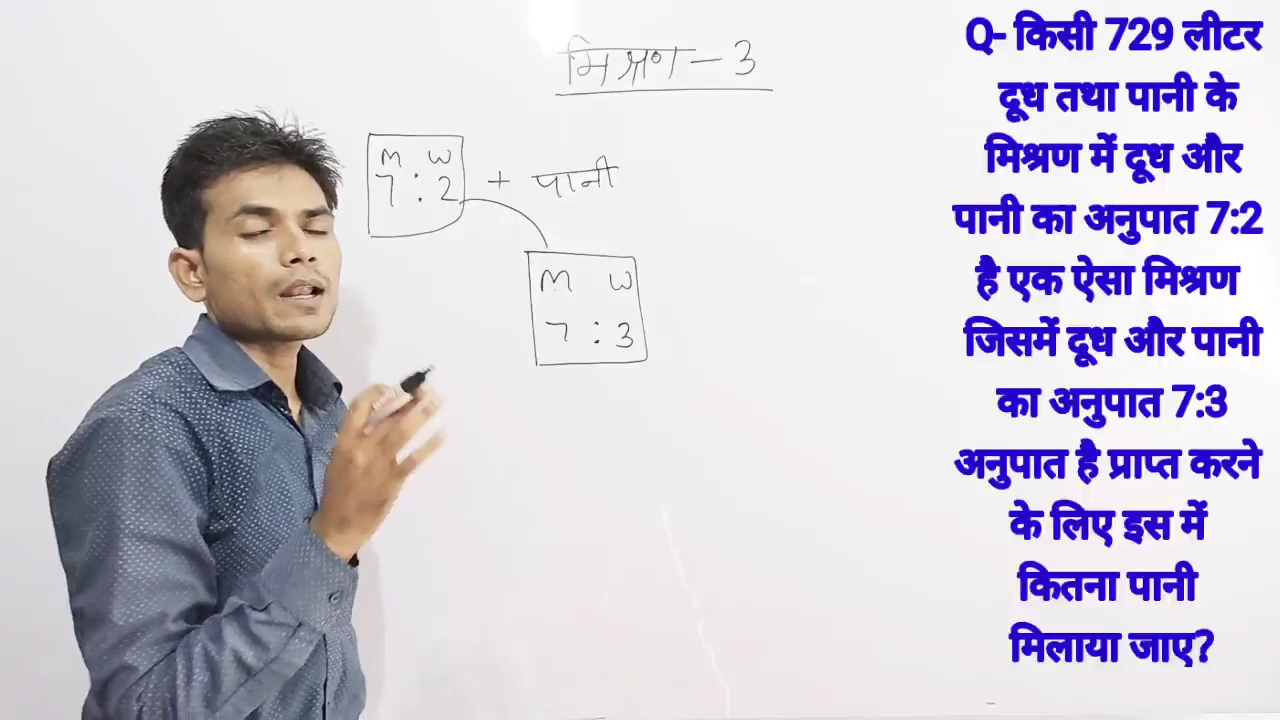 मिश्रण – 3
M W
7 : 2 + पानी
M W
7 : 3
Q- किसी 729 लीटर
दूध तथा पानी के
मिश्रण में दूध और
पानी का अनुपात 7:2
है एक ऐसा मिश्रण
जिसमें दूध और पानी
का अनुपात 7:3
अनुपात है प्राप्त करने
के लिए इस में
कितना पानी
मिलाया जाए?